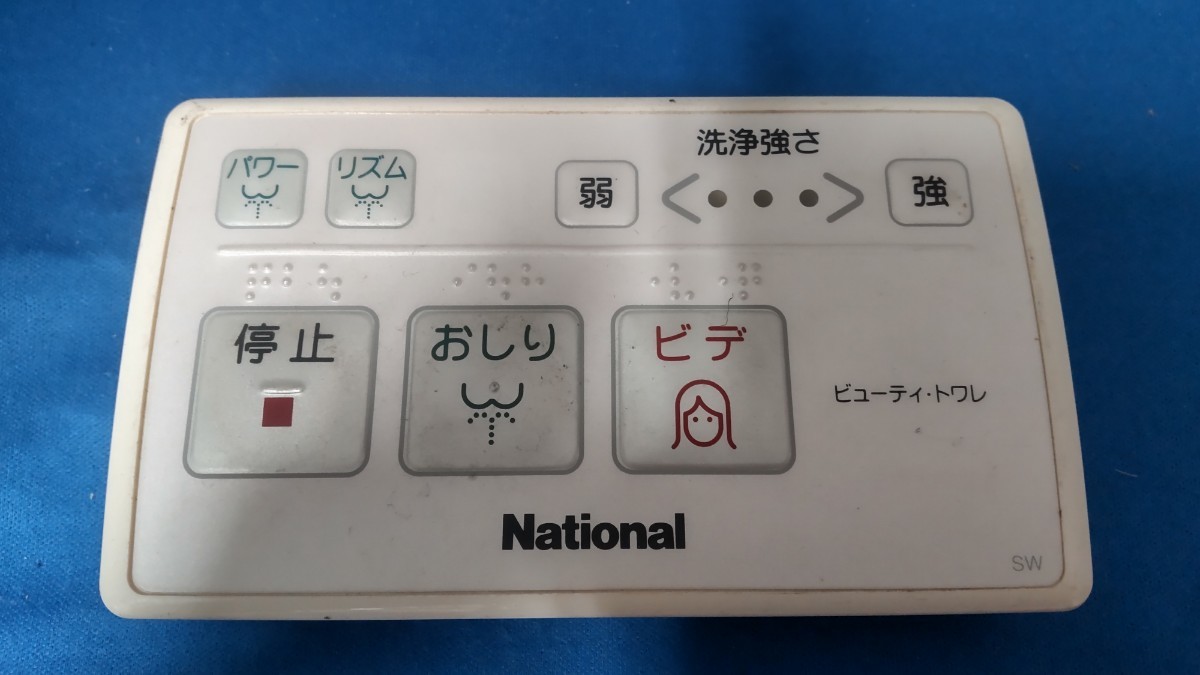 パワー
リズム
洗浄強さ
弱
強
停止
おしり
ビデ
ビューティ・トワレ
National
SW